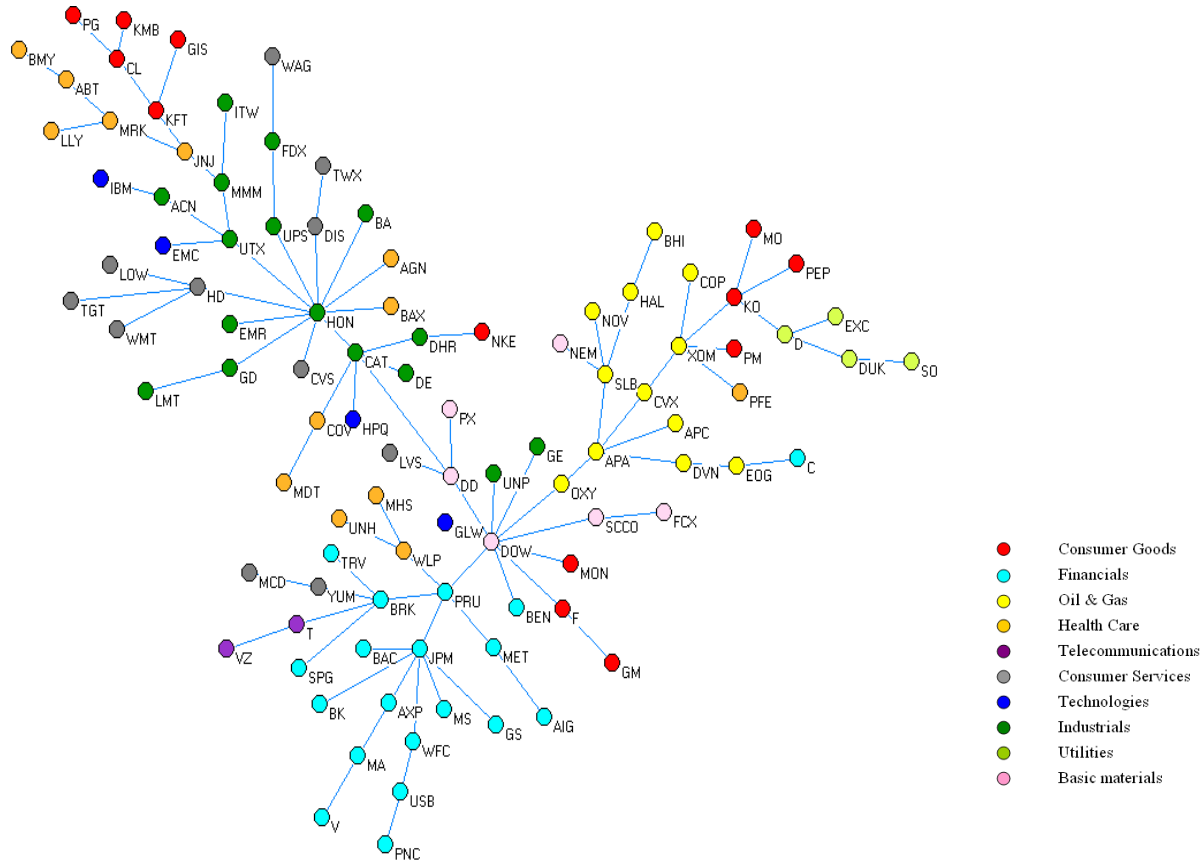 PG
KMB
GIS
BMY
CL
WAG
ABT
ITW
KFT
MRK
LLY
FDX
JNJ
TWX
IBM
MMM
ACN
BA
UPS
DIS
EMC
UTX
BHI
MO
AGN
LOW
COP
PEP
HD
HAL
TGT
KO
BAX
NOV
HON
EXC
WMT
EMR
DHR
NKE
D
NEM
XOM
PM
GD
CVS
CAT
DUK
SO
DE
SLB
LMT
CVX
PFE
PX
COV
HPQ
APC
GE
LVS
APA
DD
UNP
DVN
EOG
C
MDT
OXY
MHS
SCCO
FCX
UNH
GLW
DOW
Consumer Goods
TRV
WLP
MON
Financials
MCD
YUM
BRK
PRU
BEN
F
Oil & Gas
T
Health Care
VZ
BAC
JPM
MET
Telecommunications
SPG
GM
Consumer Services
BK
AXP
MS
GS
AIG
Technologies
Industrials
MA
WFC
Utilities
USB
Basic materials
V
PNC